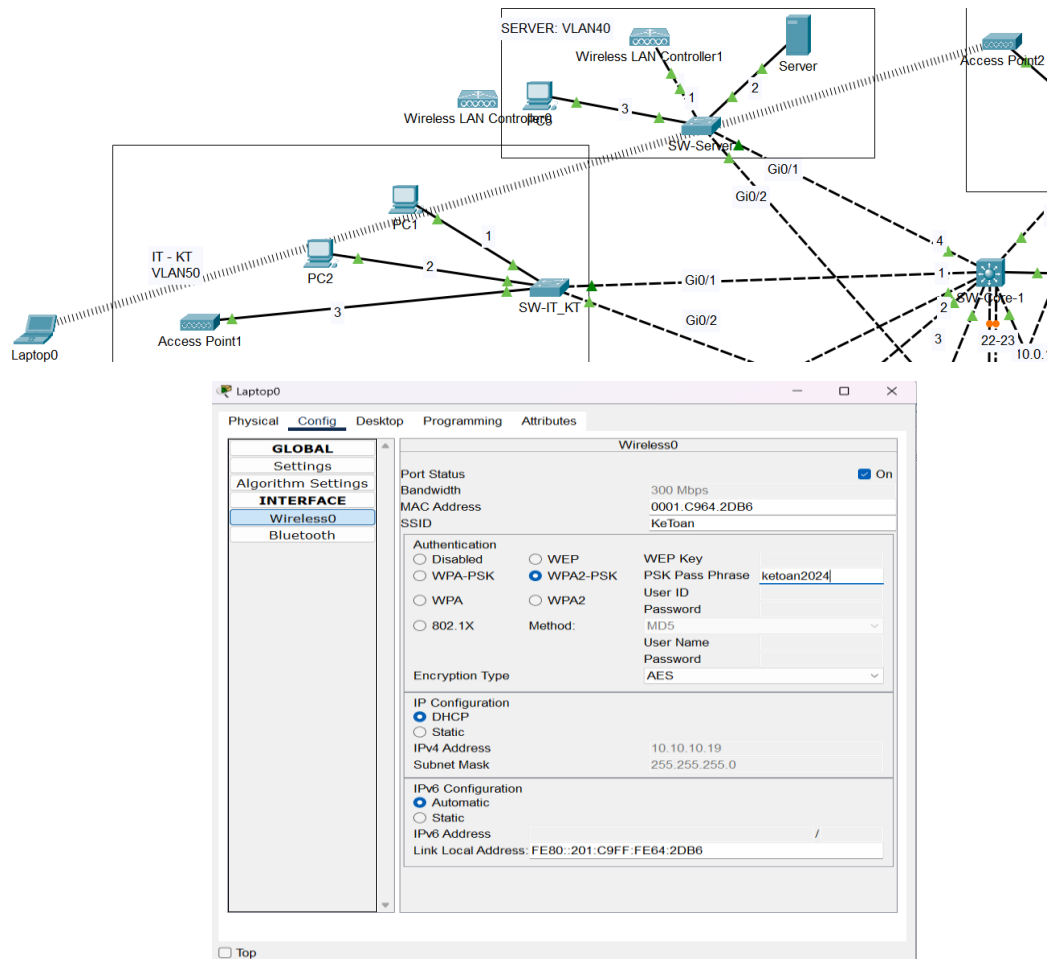 SERVER: VLAN40
Wireless LAN Controller1
Server
Access Point2
1
2
3
Wireless LAN Controller0
PC3
SW-Server
Gi0/1
Gi0/2
PC1
1
IT - KT
VLAN50
PC2
2
SW-IT_KT
Gi0/1
Gi0/2
3
Access Point1
Laptop0
4
1
SW-Core-1
2
3
22-23
10.0.1
Laptop0
Physical Config Desktop Programming Attributes
GLOBAL
Settings
Algorithm Settings
INTERFACE
Wireless0
Bluetooth
Wireless0
Port Status On
Bandwidth 300 Mbps
MAC Address 0001.C964.2DB6
SSID KeToan
Authentication
Disabled WEP WEP Key
WPA-PSK WPA2-PSK PSK Pass Phrase ketoan2024
User ID
WPA WPA2 Password
802.1X Method: MD5
User Name
Password
Encryption Type AES
IP Configuration
DHCP
Static
IPv4 Address 10.10.10.19
Subnet Mask 255.255.255.0
IPv6 Configuration
Automatic
Static
IPv6 Address /
Link Local Address: FE80::201:C9FF:FE64:2DB6
Top